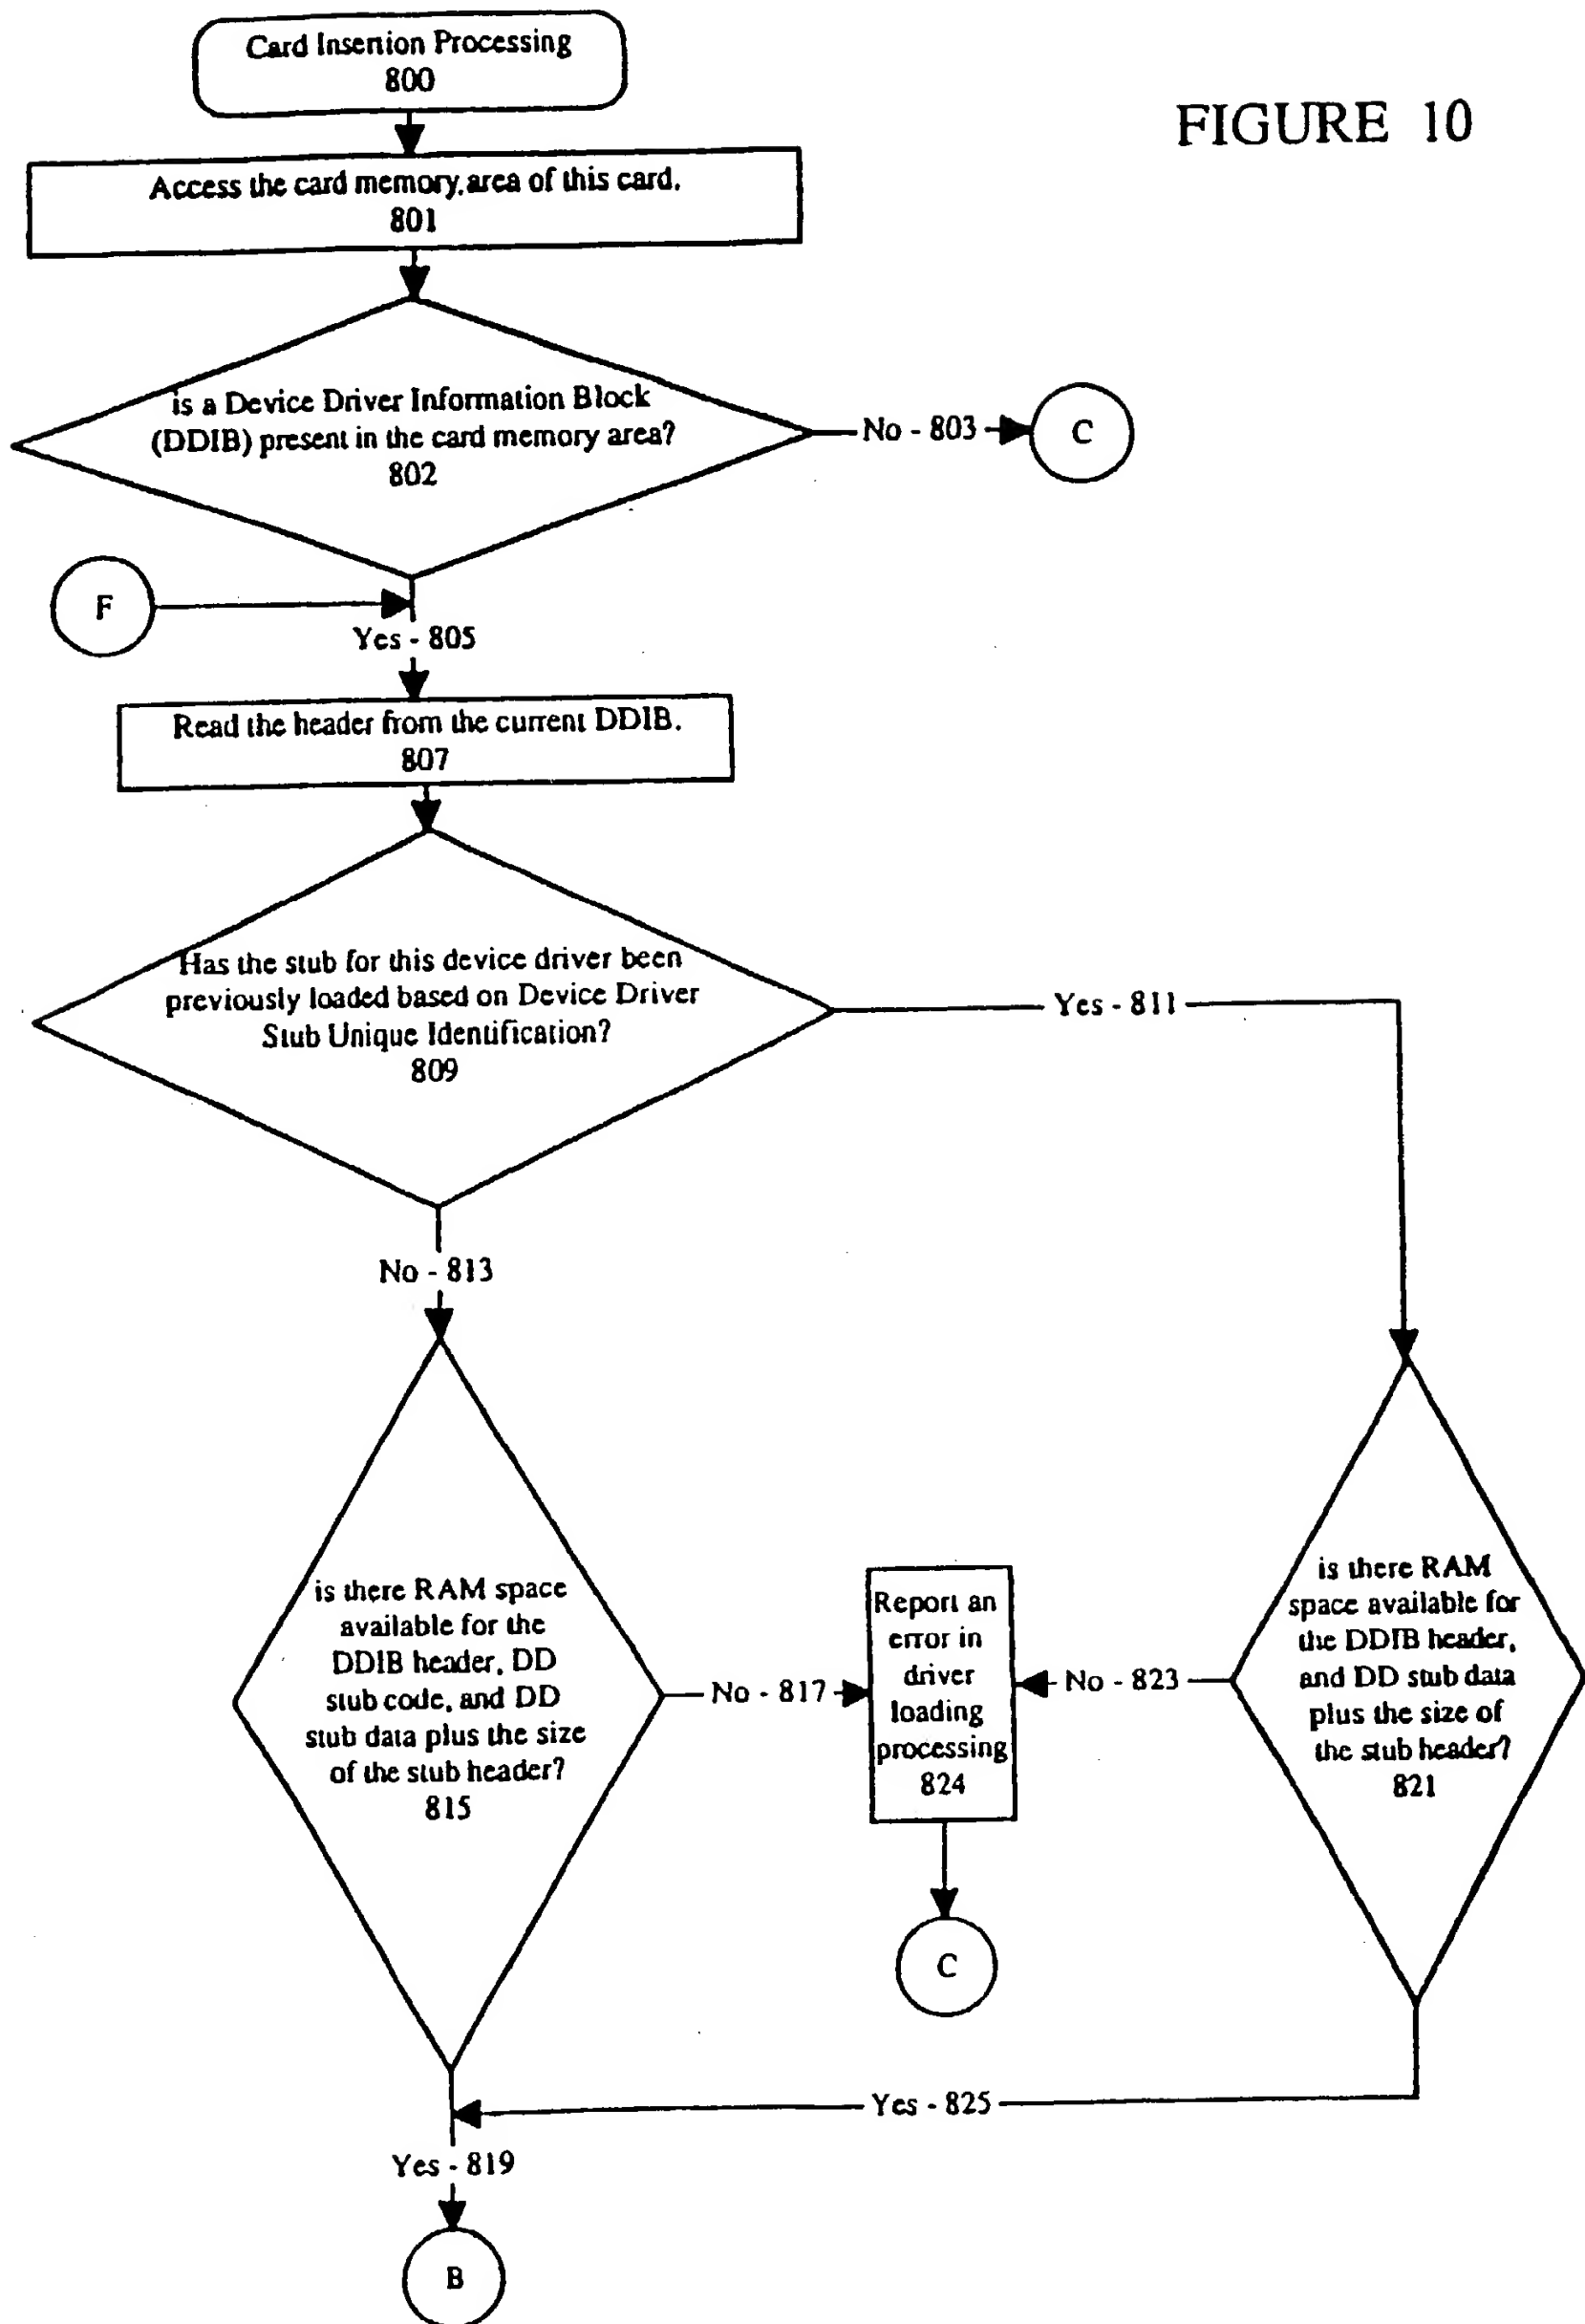 FIGURE 10
Card Insertion Processing
800
Access the card memory area of this card.
801
is a Device Driver Information Block
(DDIB) present in the card memory area?
802
No - 803
C
F
Yes - 805
Read the header from the current DDIB.
807
Has the stub for this device driver been
previously loaded based on Device Driver
Stub Unique Identification?
809
Yes - 811
No - 813
is there RAM space
available for the
DDIB header, DD
stub code, and DD
stub data plus the size
of the stub header?
815
No - 817
Report an
error in
driver
loading
processing
824
No - 823
is there RAM
space available for
the DDIB header,
and DD stub data
plus the size of
the stub header?
821
C
Yes - 825
Yes - 819
B